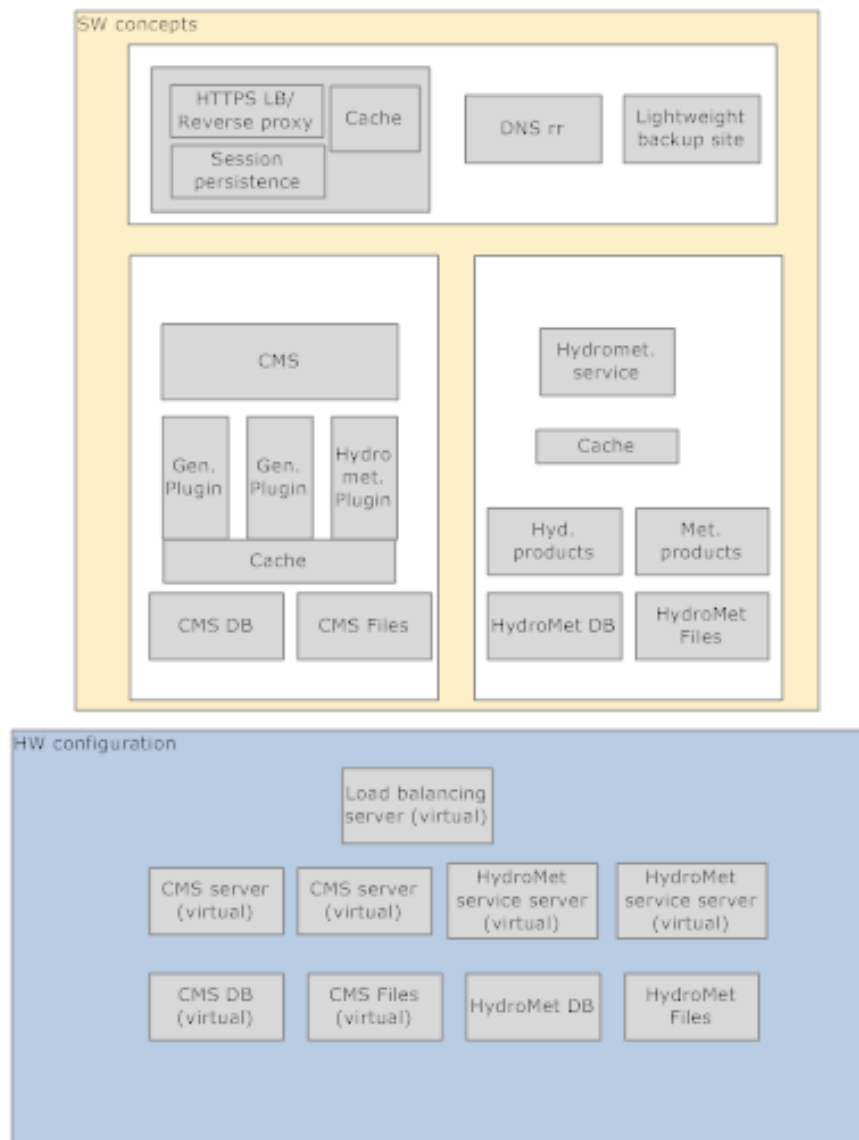 SW concepts
HTTPS LB/
Reverse proxy
Cache
Session
persistence
DNS rr
Lightweight
backup site
CMS
Gen.
Plugin
Gen.
Plugin
Hydro
met.
Plugin
Cache
CMS DB
CMS Files
Hydromet.
service
Cache
Hyd.
products
Met.
products
HydroMet DB
HydroMet
Files
HW configuration
Load balancing
server (virtual)
CMS server
(virtual)
CMS server
(virtual)
HydroMet
service server
(virtual)
HydroMet
service server
(virtual)
CMS DB
(virtual)
CMS Files
(virtual)
HydroMet DB
HydroMet
Files